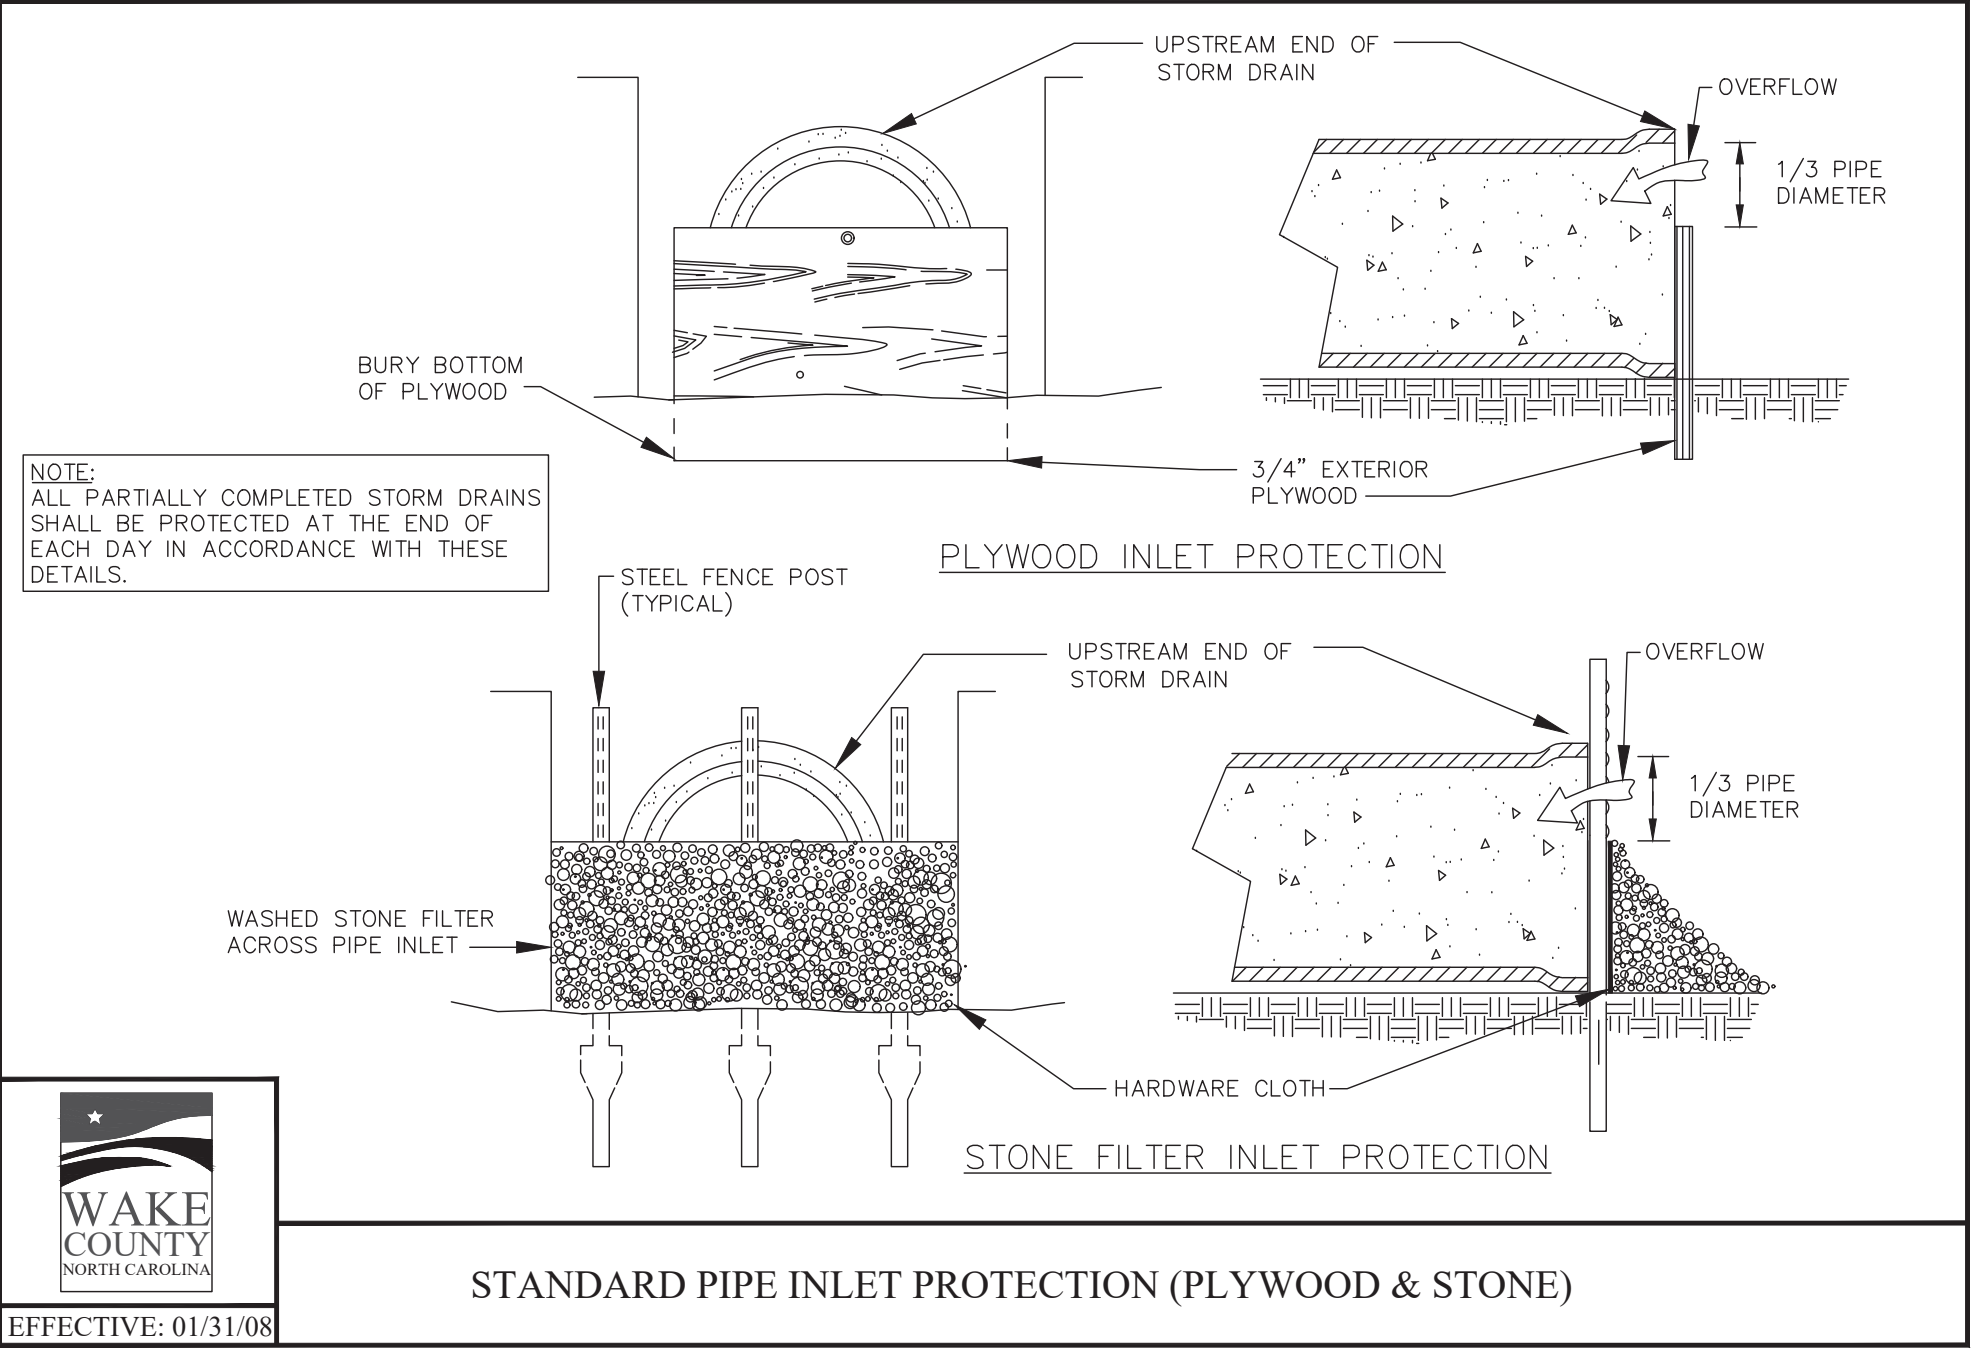 UPSTREAM END OF
STORM DRAIN
OVERFLOW
1/3 PIPE
DIAMETER
BURY BOTTOM
OF PLYWOOD
3/4” EXTERIOR
PLYWOOD
PLYWOOD INLET PROTECTION
NOTE:
ALL PARTIALLY COMPLETED STORM DRAINS
SHALL BE PROTECTED AT THE END OF
EACH DAY IN ACCORDANCE WITH THESE
DETAILS.
STEEL FENCE POST
(TYPICAL)
UPSTREAM END OF
STORM DRAIN
OVERFLOW
1/3 PIPE
DIAMETER
WASHED STONE FILTER
ACROSS PIPE INLET
HARDWARE CLOTH
STONE FILTER INLET PROTECTION
WAKE
COUNTY
NORTH CAROLINA
EFFECTIVE: 01/31/08
STANDARD PIPE INLET PROTECTION (PLYWOOD & STONE)